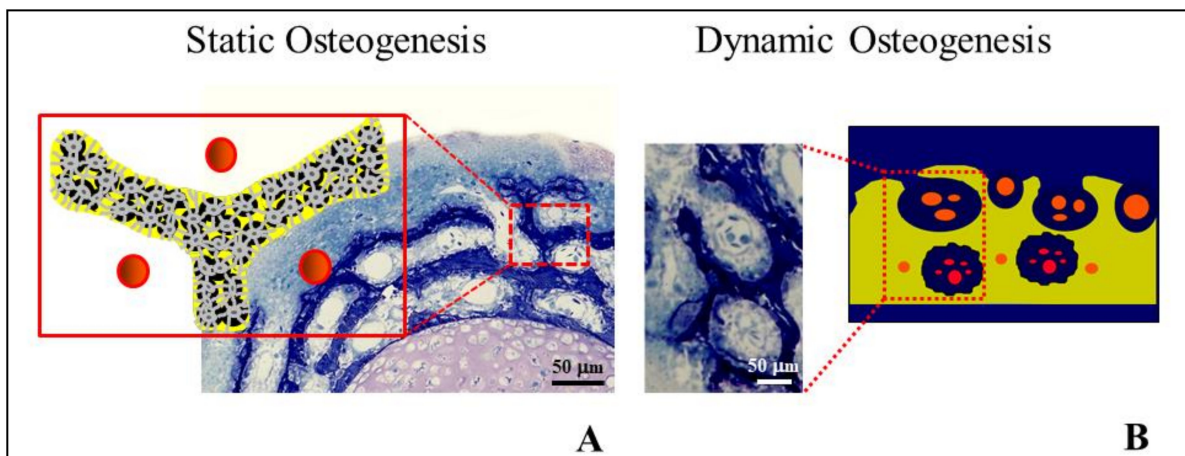 Static Osteogenesis
Dynamic Osteogenesis
50 μm
50 μm
A
B